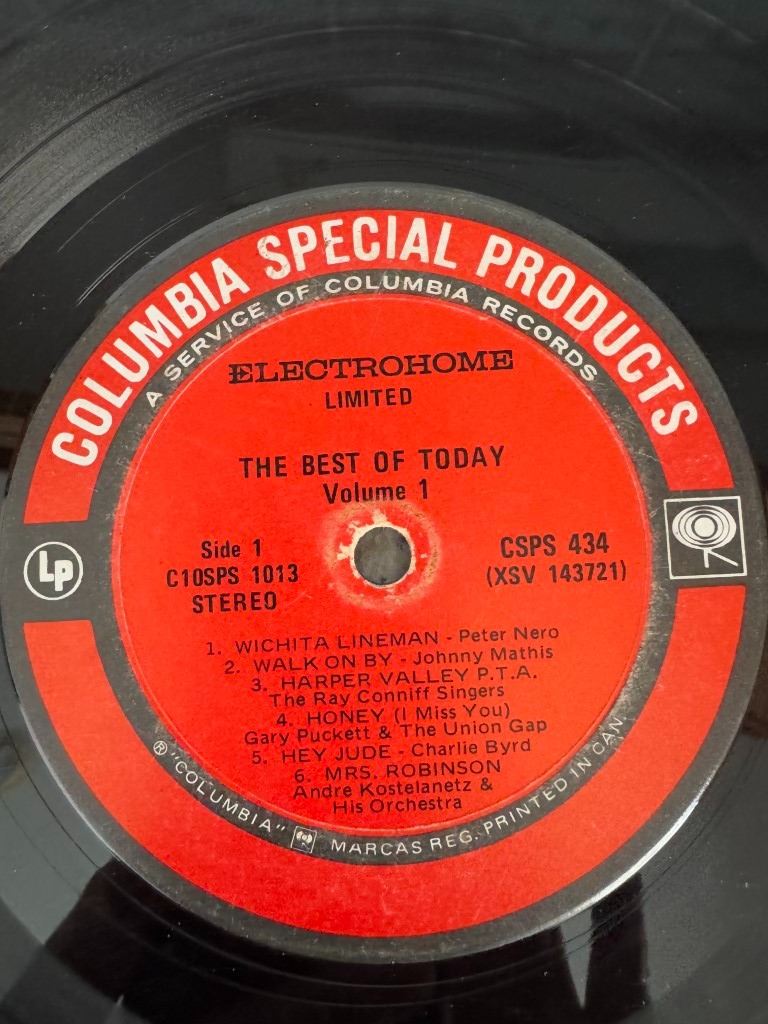 COLUMBIA SPECIAL PRODUCTS
A SERVICE OF COLUMBIA RECORDS
ELECTROHOME
LIMITED
THE BEST OF TODAY
Volume 1
Side 1
C10SPS 1013
STEREO
CSPS 434
(XSV 143721)
LP
1. WICHITA LINEMAN - Peter Nero
2. WALK ON BY - Johnny Mathis
3. HARPER VALLEY P.T.A.
The Ray Conniff Singers
4. HONEY (I Miss You)
Gary Puckett & The Union Gap
5. HEY JUDE - Charlie Byrd
6. MRS. ROBINSON
Andre Kostelanetz &
His Orchestra
® "COLUMBIA" MARCAS REG. PRINTED IN CAN.